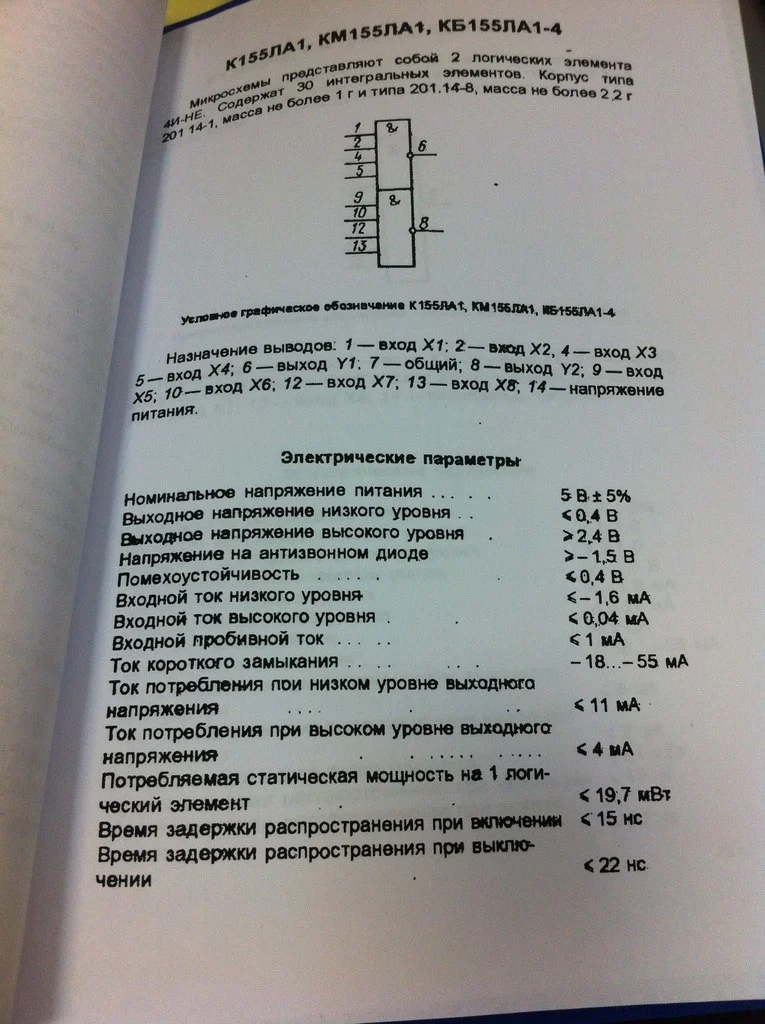 К155ЛА1, КМ155ЛА1, КБ155ЛА1-4
Микросхемы представляют собой 2 логических элемента
4И-НЕ. Содержат 30 интегральных элементов. Корпус типа
201 14-1, масса не более 1 г и типа 201.14-8, масса не более 2,2 г
1
2
4
5
&
6
9
10
12
13
&
8
Условное графическое обозначение К155ЛА1, КМ155ЛА1, КБ155ЛА1-4
Назначение выводов: 1 — вход X1; 2 — вход X2, 4 — вход X3
5 — вход X4; 6 — выход Y1; 7 — общий; 8 — выход Y2; 9 — вход
X5; 10 — вход X6; 12 — вход X7; 13 — вход X8; 14 — напряжение
питания.
Электрические параметры
Номинальное напряжение питания ... . . 5 В ± 5%
Выходное напряжение низкого уровня . . ⩽ 0,4 В
Выходное напряжение высокого уровня . ⩾ 2,4 В
Напряжение на антизвонном диоде ⩾ – 1,5 В
Помехоустойчивость . . . . . ⩽ 0,4 В
Входной ток низкого уровня ⩽ – 1,6 мА
Входной ток высокого уровня . . ⩽ 0,04 мА
Входной пробивной ток . . . . . ⩽ 1 мА
Ток короткого замыкания . . . . . . . – 18...– 55 мА
Ток потребления пои низком уровне выходного
напряжения .... . .. ⩽ 11 мА
Ток потребления при высоком уровне выходного
напряжения . . ..... ..... ⩽ 4 мА
Потребляемая статическая мощность на 1 логи-
ческий элемент . . ⩽ 19,7 мВт
Время задержки распространения при включении ⩽ 15 нс
Время задержки распространения при выклю-
чении . ⩽ 22 нс